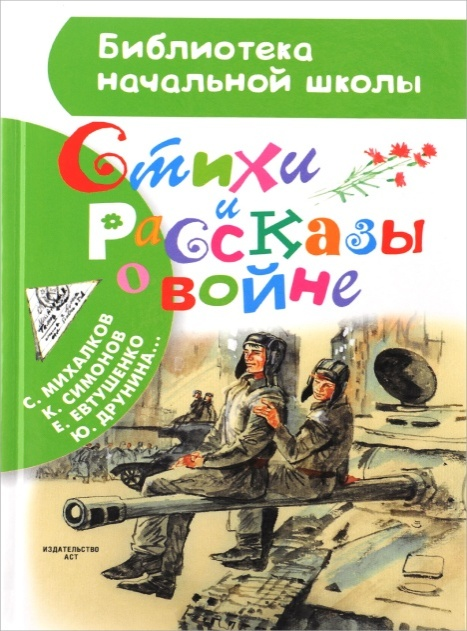 Библиотека
начальной школы
Стихи
и
Рассказы
о войне
С. МИХАЛКОВ
К. СИМОНОВ
Е. ЕВТУШЕНКО
Ю. ДРУНИНА...
ИЗДАТЕЛЬСТВО
АСТ